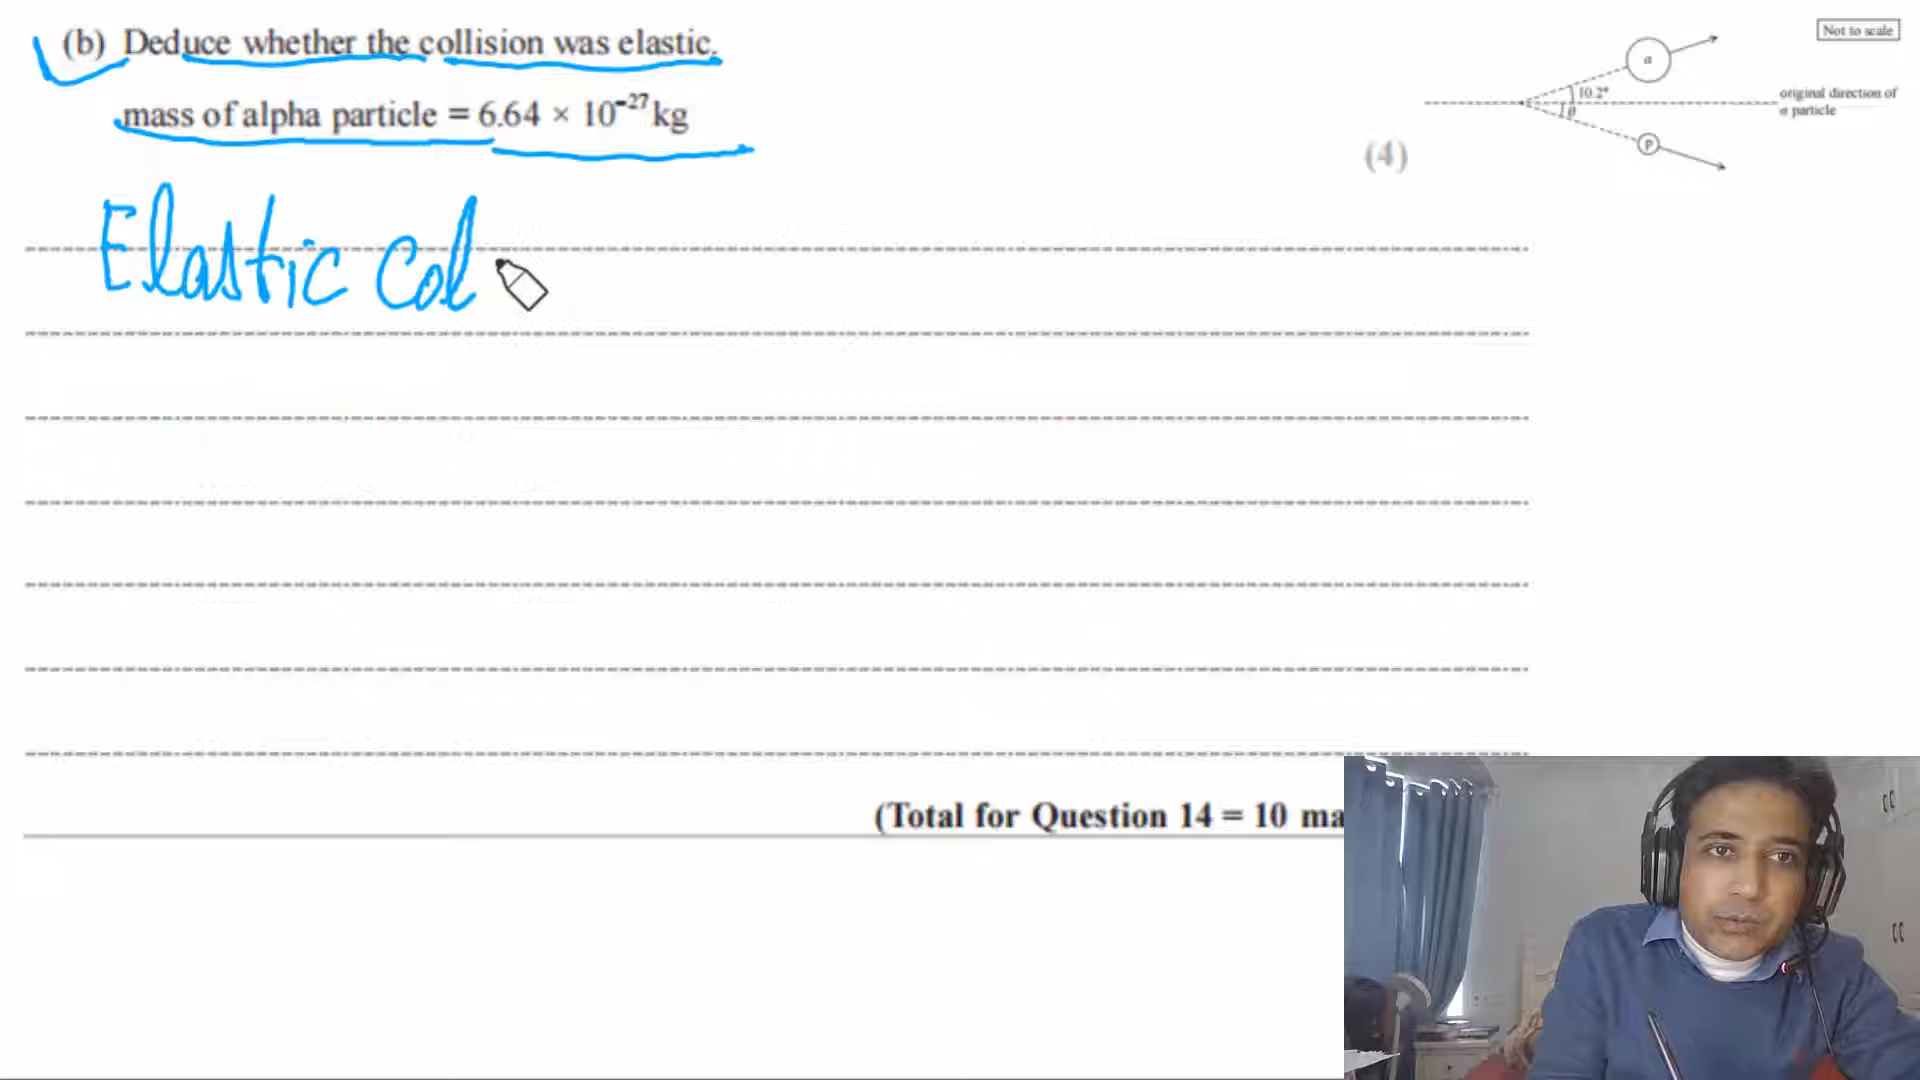 (b) Deduce whether the collision was elastic.
mass of alpha particle = 6.64 × 10⁻²⁷ kg
(4)
Not to scale
α
10.2°
θ
original direction of
α particle
P
Elastic Col
(Total for Question 14 = 10 ma